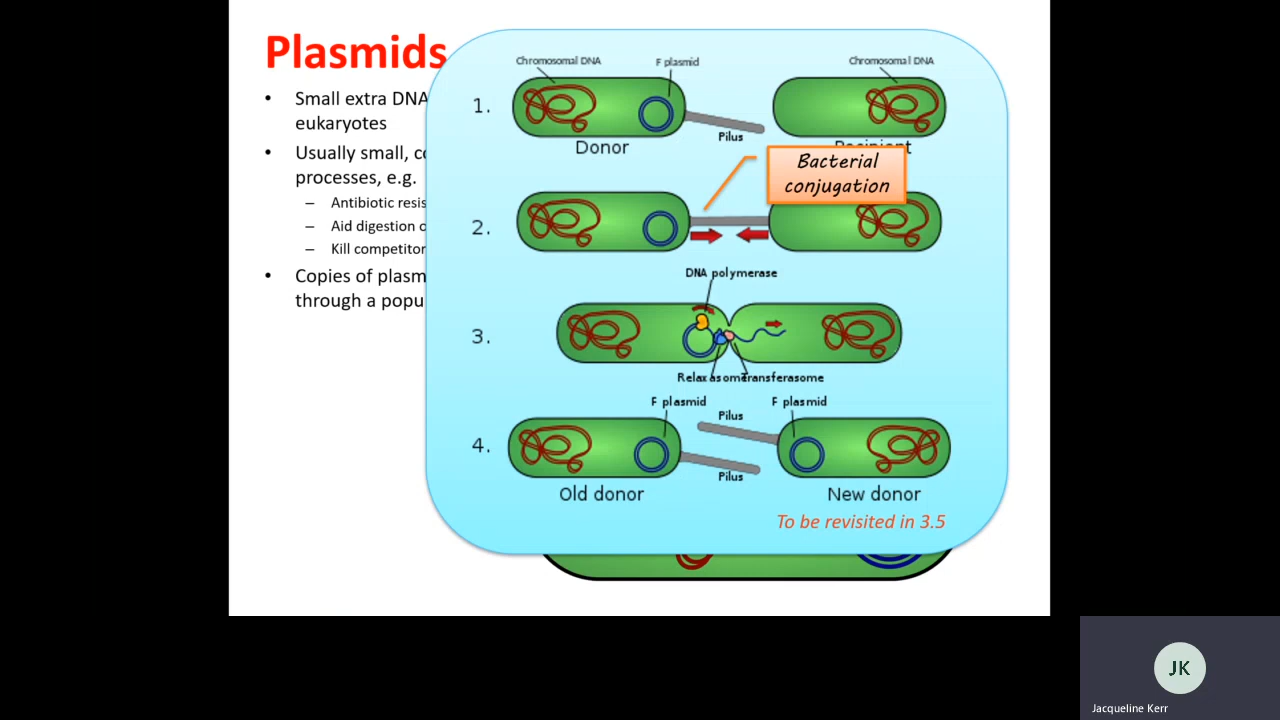 Plasmids
Small extra DNA
eukaryotes
Usually small, co
processes, e.g.
Antibiotic resis
Aid digestion o
Kill competitor
Copies of plasm
through a popu
Chromosomal DNA
F plasmid
Chromosomal DNA
1.
Pilus
Donor
Recipient
Bacterial
conjugation
2.
DNA polymerase
3.
Relaxasome
Transferasome
F plasmid
F plasmid
Pilus
4.
Pilus
Old donor
New donor
To be revisited in 3.5
JK
Jacqueline Kerr